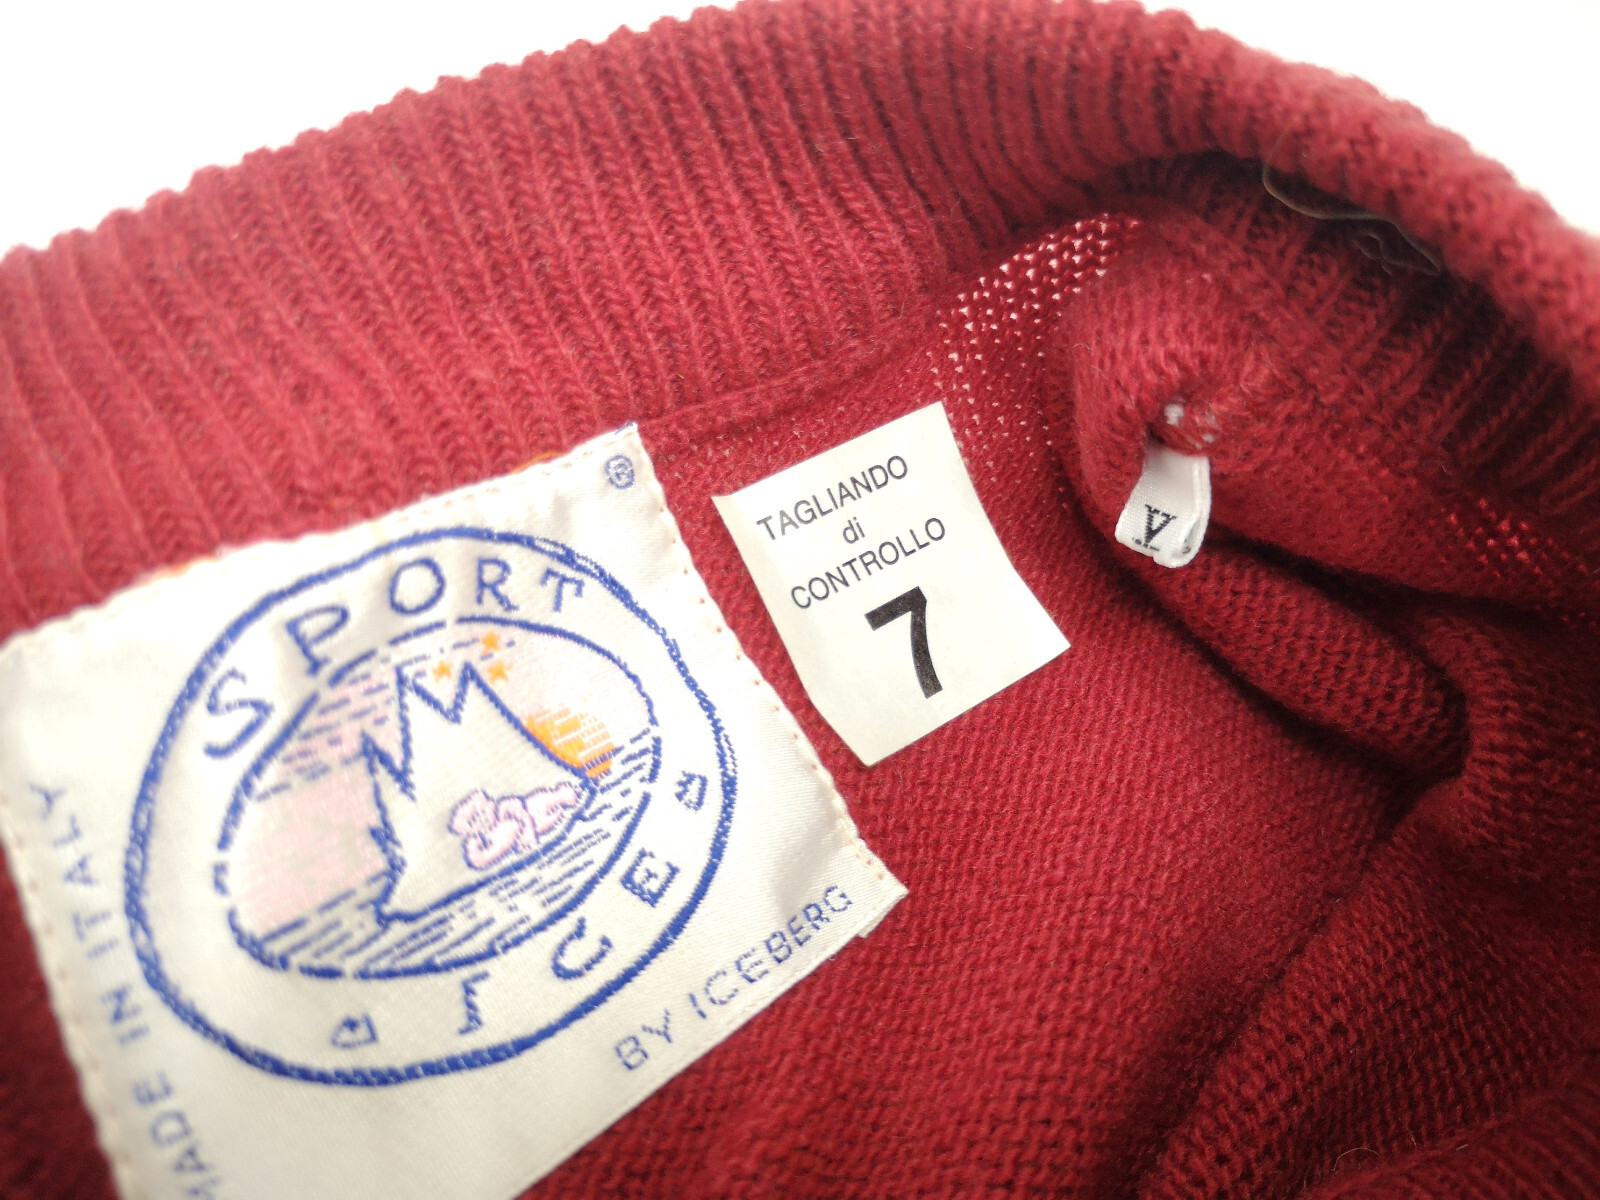 ®
SPORT
ICE B
MADE IN ITALY
BY ICEBERG
TAGLIANDO
di
CONTROLLO
7